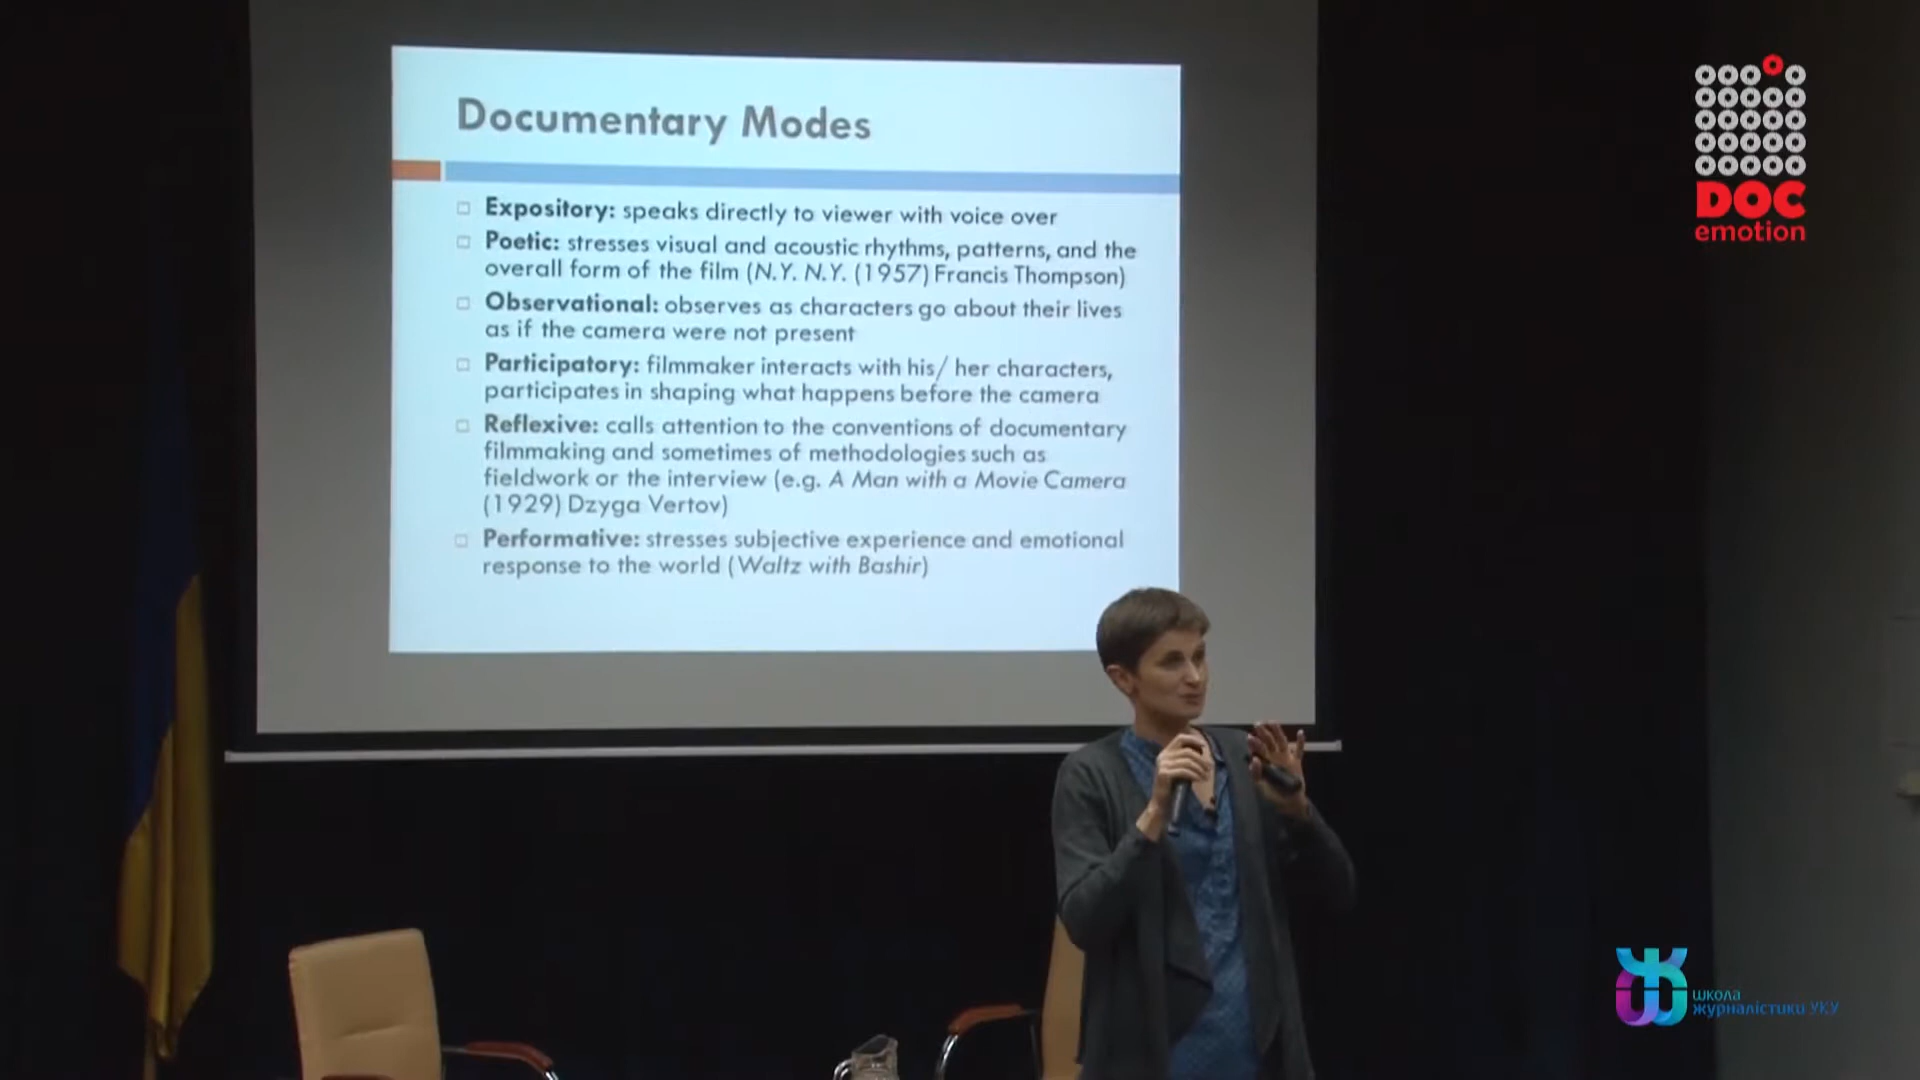 Documentary Modes
Expository: speaks directly to viewer with voice over
Poetic: stresses visual and acoustic rhythms, patterns, and the
overall form of the film (N.Y. N.Y. (1957) Francis Thompson)
Observational: observes as characters go about their lives
as if the camera were not present
Participatory: filmmaker interacts with his/ her characters,
participates in shaping what happens before the camera
Reflexive: calls attention to the conventions of documentary
filmmaking and sometimes of methodologies such as
fieldwork or the interview (e.g. A Man with a Movie Camera
(1929) Dzyga Vertov)
Performative: stresses subjective experience and emotional
response to the world (Waltz with Bashir)
DOC
emotion
школа
журналістики УКУ